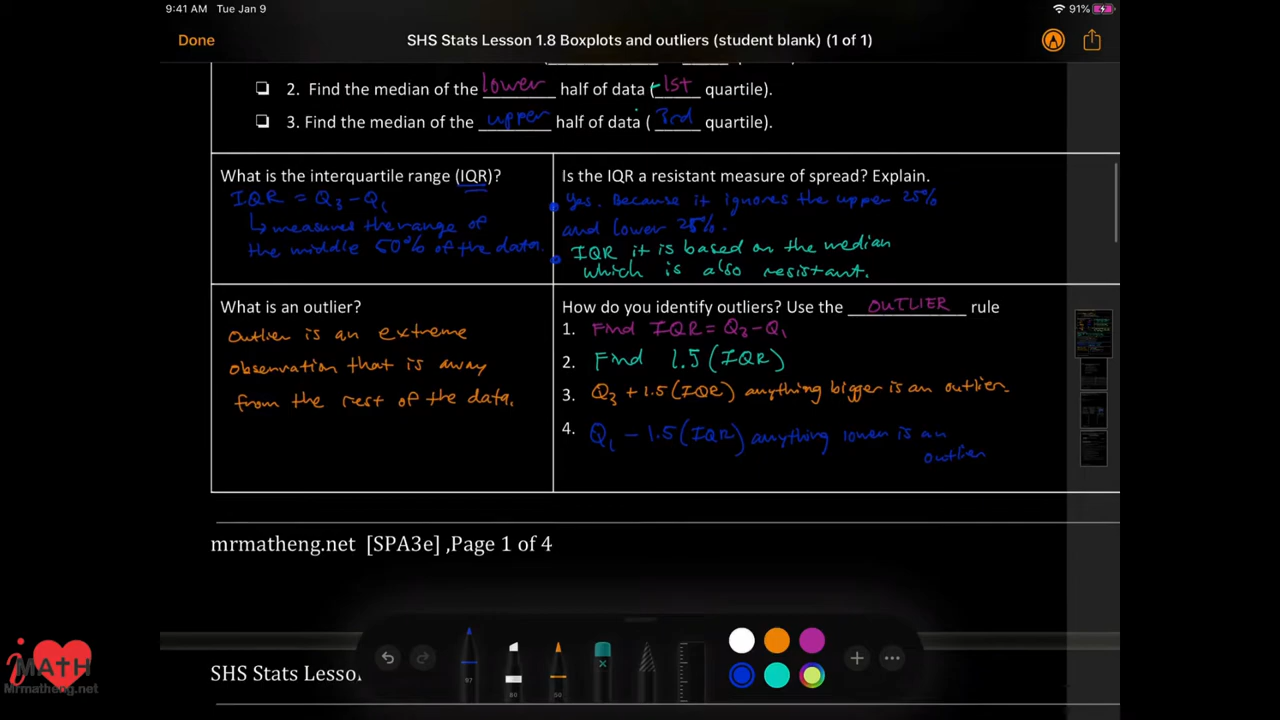 9:41 AM Tue Jan 9
91%
Done
SHS Stats Lesson 1.8 Boxplots and outliers (student blank) (1 of 1)
2. Find the median of the lower half of data (1st quartile).
3. Find the median of the upper half of data (3rd quartile).
What is the interquartile range (IQR)?
IQR = Q3 - Q1
↳ measures the range of
the middle 50% of the data.
Is the IQR a resistant measure of spread? Explain.
Yes. Because it ignores the upper 25%
and lower 25%.
IQR it is based on the median
which is also resistant.
What is an outlier?
Outlier is an extreme
observation that is away
from the rest of the data.
How do you identify outliers? Use the OUTLIER rule
1. Find IQR = Q3 - Q1
2. Find 1.5 (IQR)
3. Q3 + 1.5 (IQR) anything bigger is an outlier.
4. Q1 - 1.5 (IQR) anything lower is an
outlier
mrmatheng.net [SPA3e] ,Page 1 of 4
SHS Stats Lesso
97
80
50
i MATH
Mrmatheng.net